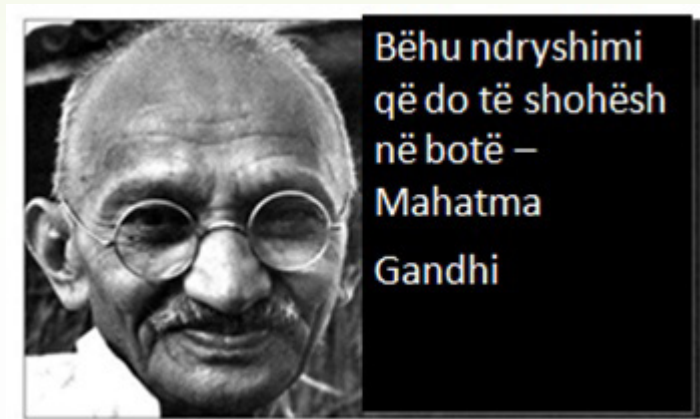 Bëhu ndryshimi
që do të shohësh
në botë –
Mahatma
Gandhi